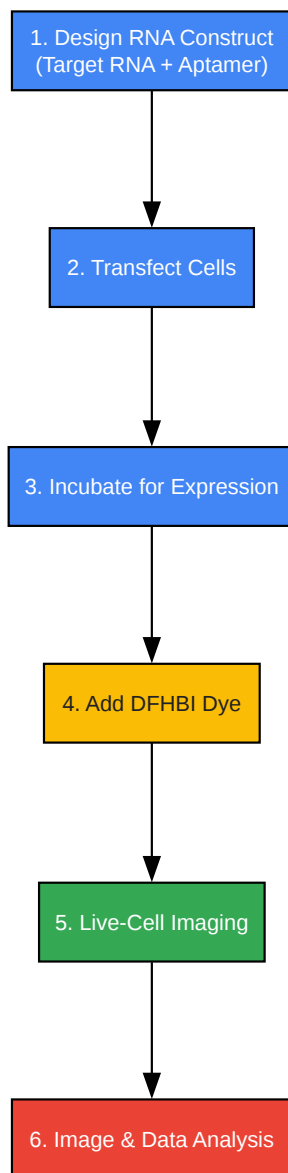 1. Design RNA Construct
(Target RNA + Aptamer)
2. Transfect Cells
3. Incubate for Expression
4. Add DFHBI Dye
5. Live-Cell Imaging
6. Image & Data Analysis